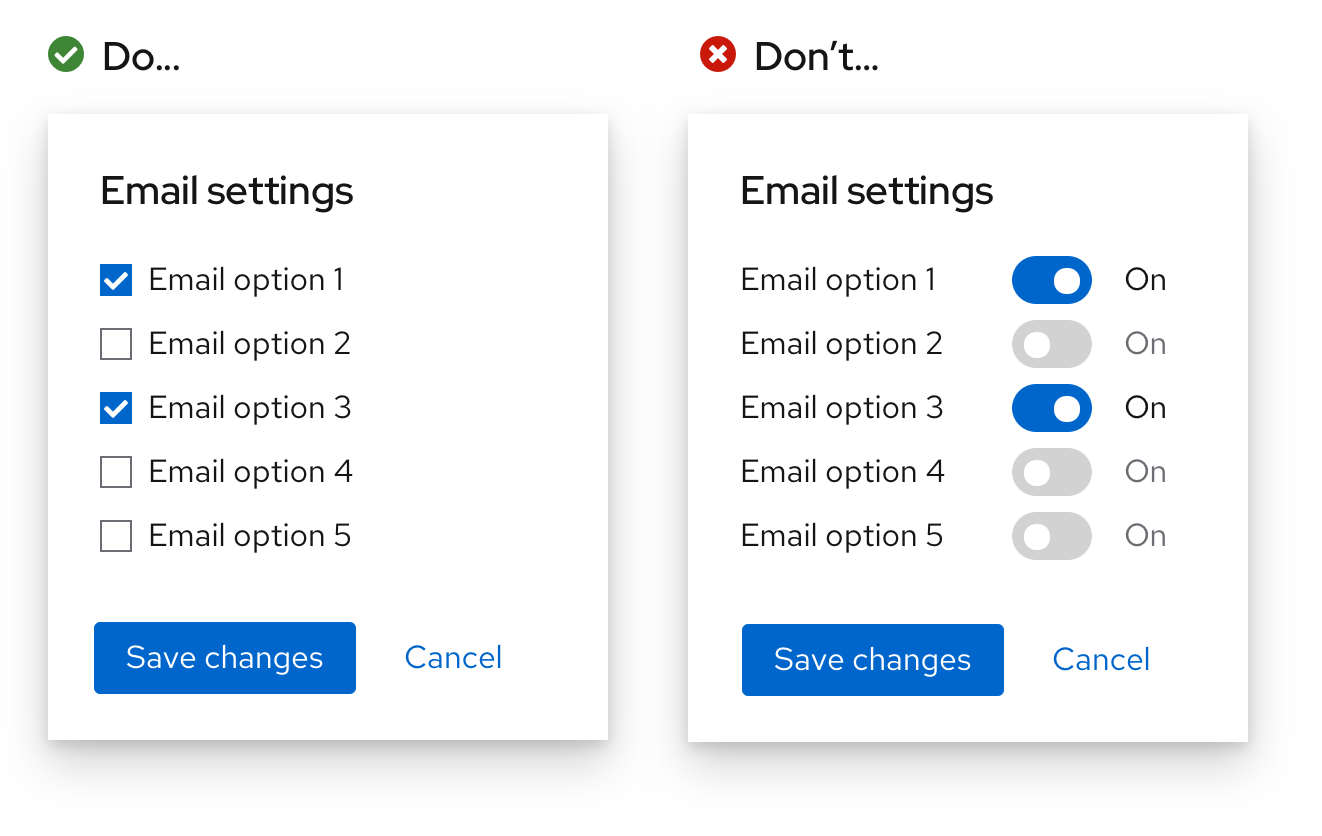 Do...
Email settings
Email option 1
Email option 2
Email option 3
Email option 4
Email option 5
Save changes Cancel
Don’t...
Email settings
Email option 1 On
Email option 2 On
Email option 3 On
Email option 4 On
Email option 5 On
Save changes Cancel